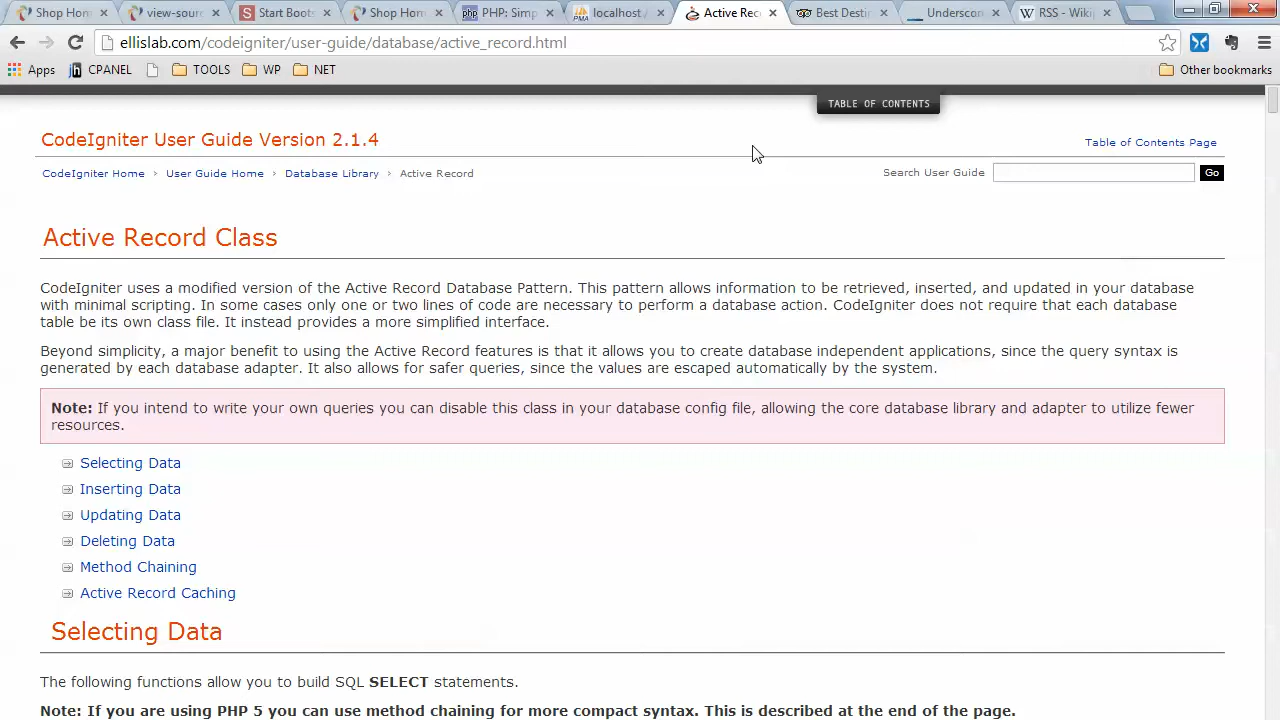 Shop Hom
view-sour
Start Boots
Shop Hom
PHP: Simp
localhost /
Active Rec
Best Desti
Underscor
RSS - Wiki
ellislab.com/codeigniter/user-guide/database/active_record.html
Apps
CPANEL
TOOLS
WP
NET
Other bookmarks
TABLE OF CONTENTS
CodeIgniter User Guide Version 2.1.4
Table of Contents Page
CodeIgniter Home › User Guide Home › Database Library › Active Record
Search User Guide
Go
Active Record Class
CodeIgniter uses a modified version of the Active Record Database Pattern. This pattern allows information to be retrieved, inserted, and updated in your database
with minimal scripting. In some cases only one or two lines of code are necessary to perform a database action. CodeIgniter does not require that each database
table be its own class file. It instead provides a more simplified interface.
Beyond simplicity, a major benefit to using the Active Record features is that it allows you to create database independent applications, since the query syntax is
generated by each database adapter. It also allows for safer queries, since the values are escaped automatically by the system.
Note: If you intend to write your own queries you can disable this class in your database config file, allowing the core database library and adapter to utilize fewer
resources.
Selecting Data
Inserting Data
Updating Data
Deleting Data
Method Chaining
Active Record Caching
Selecting Data
The following functions allow you to build SQL SELECT statements.
Note: If you are using PHP 5 you can use method chaining for more compact syntax. This is described at the end of the page.